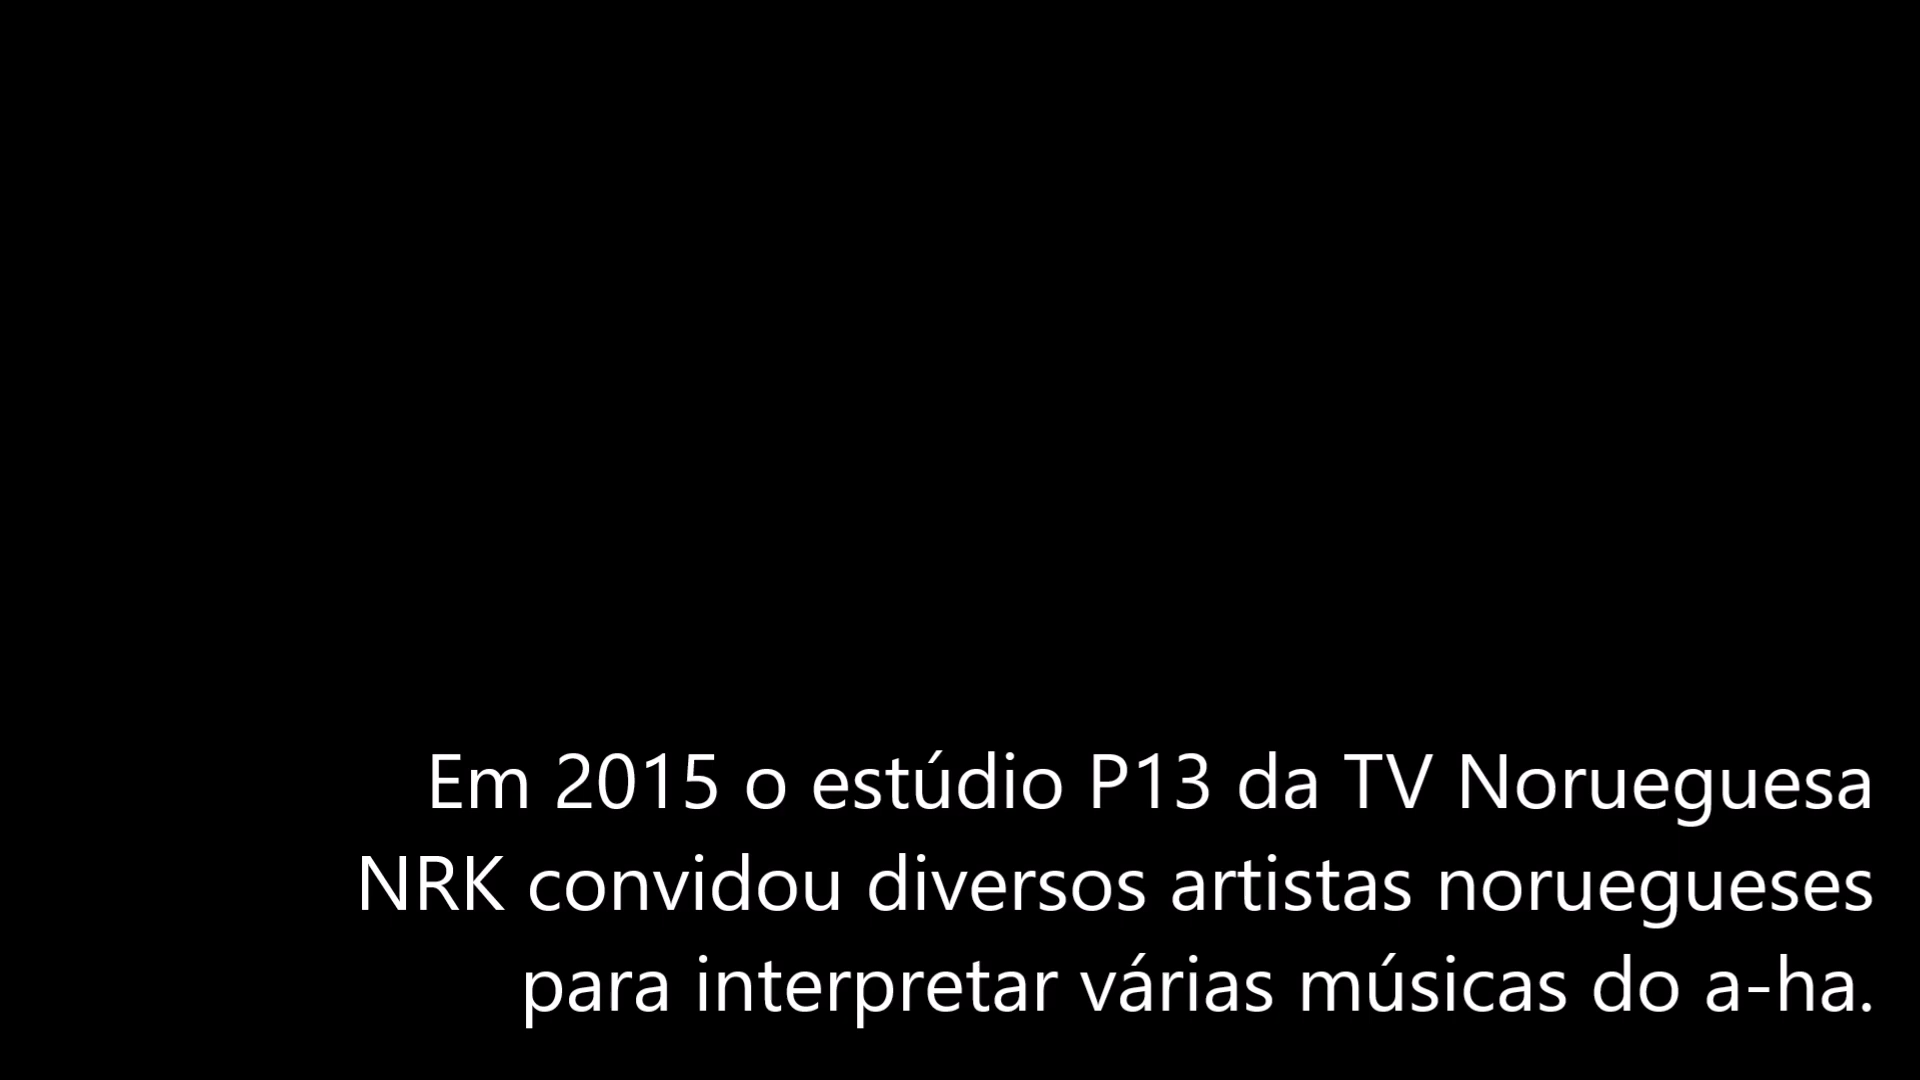 Em 2015 o estúdio P13 da TV Norueguesa
NRK convidou diversos artistas noruegueses
para interpretar várias músicas do a-ha.